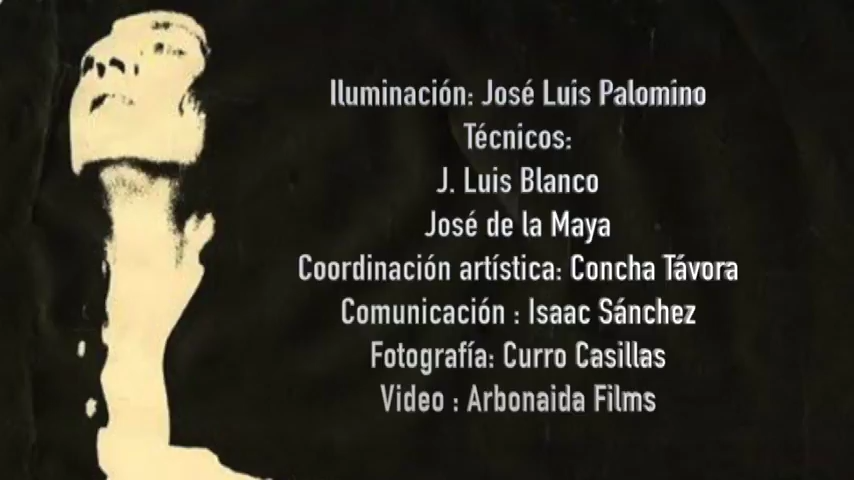 Iluminación: José Luis Palomino
Técnicos:
J. Luis Blanco
José de la Maya
Coordinación artística: Concha Távora
Comunicación : Isaac Sánchez
Fotografía: Curro Casillas
Video : Arbonaida Films